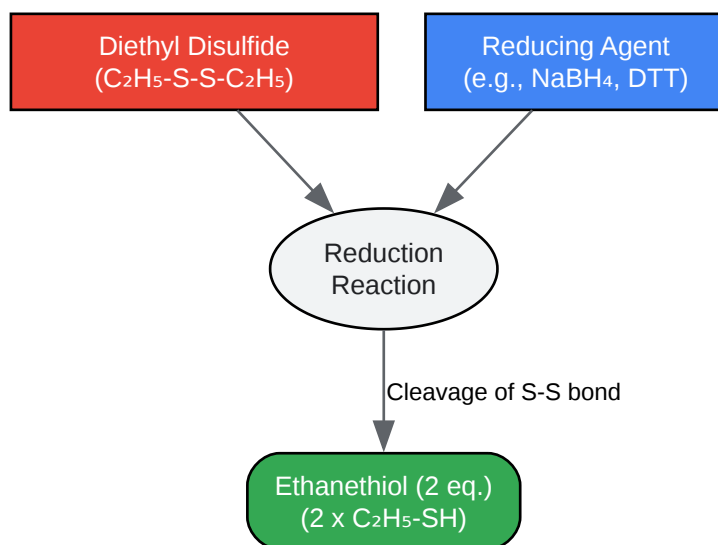 Diethyl Disulfide
(C₂H₅-S-S-C₂H₅)
Reducing Agent
(e.g., NaBH₄, DTT)
Reduction
Reaction
Cleavage of S-S bond
Ethanethiol (2 eq.)
(2 x C₂H₅-SH)